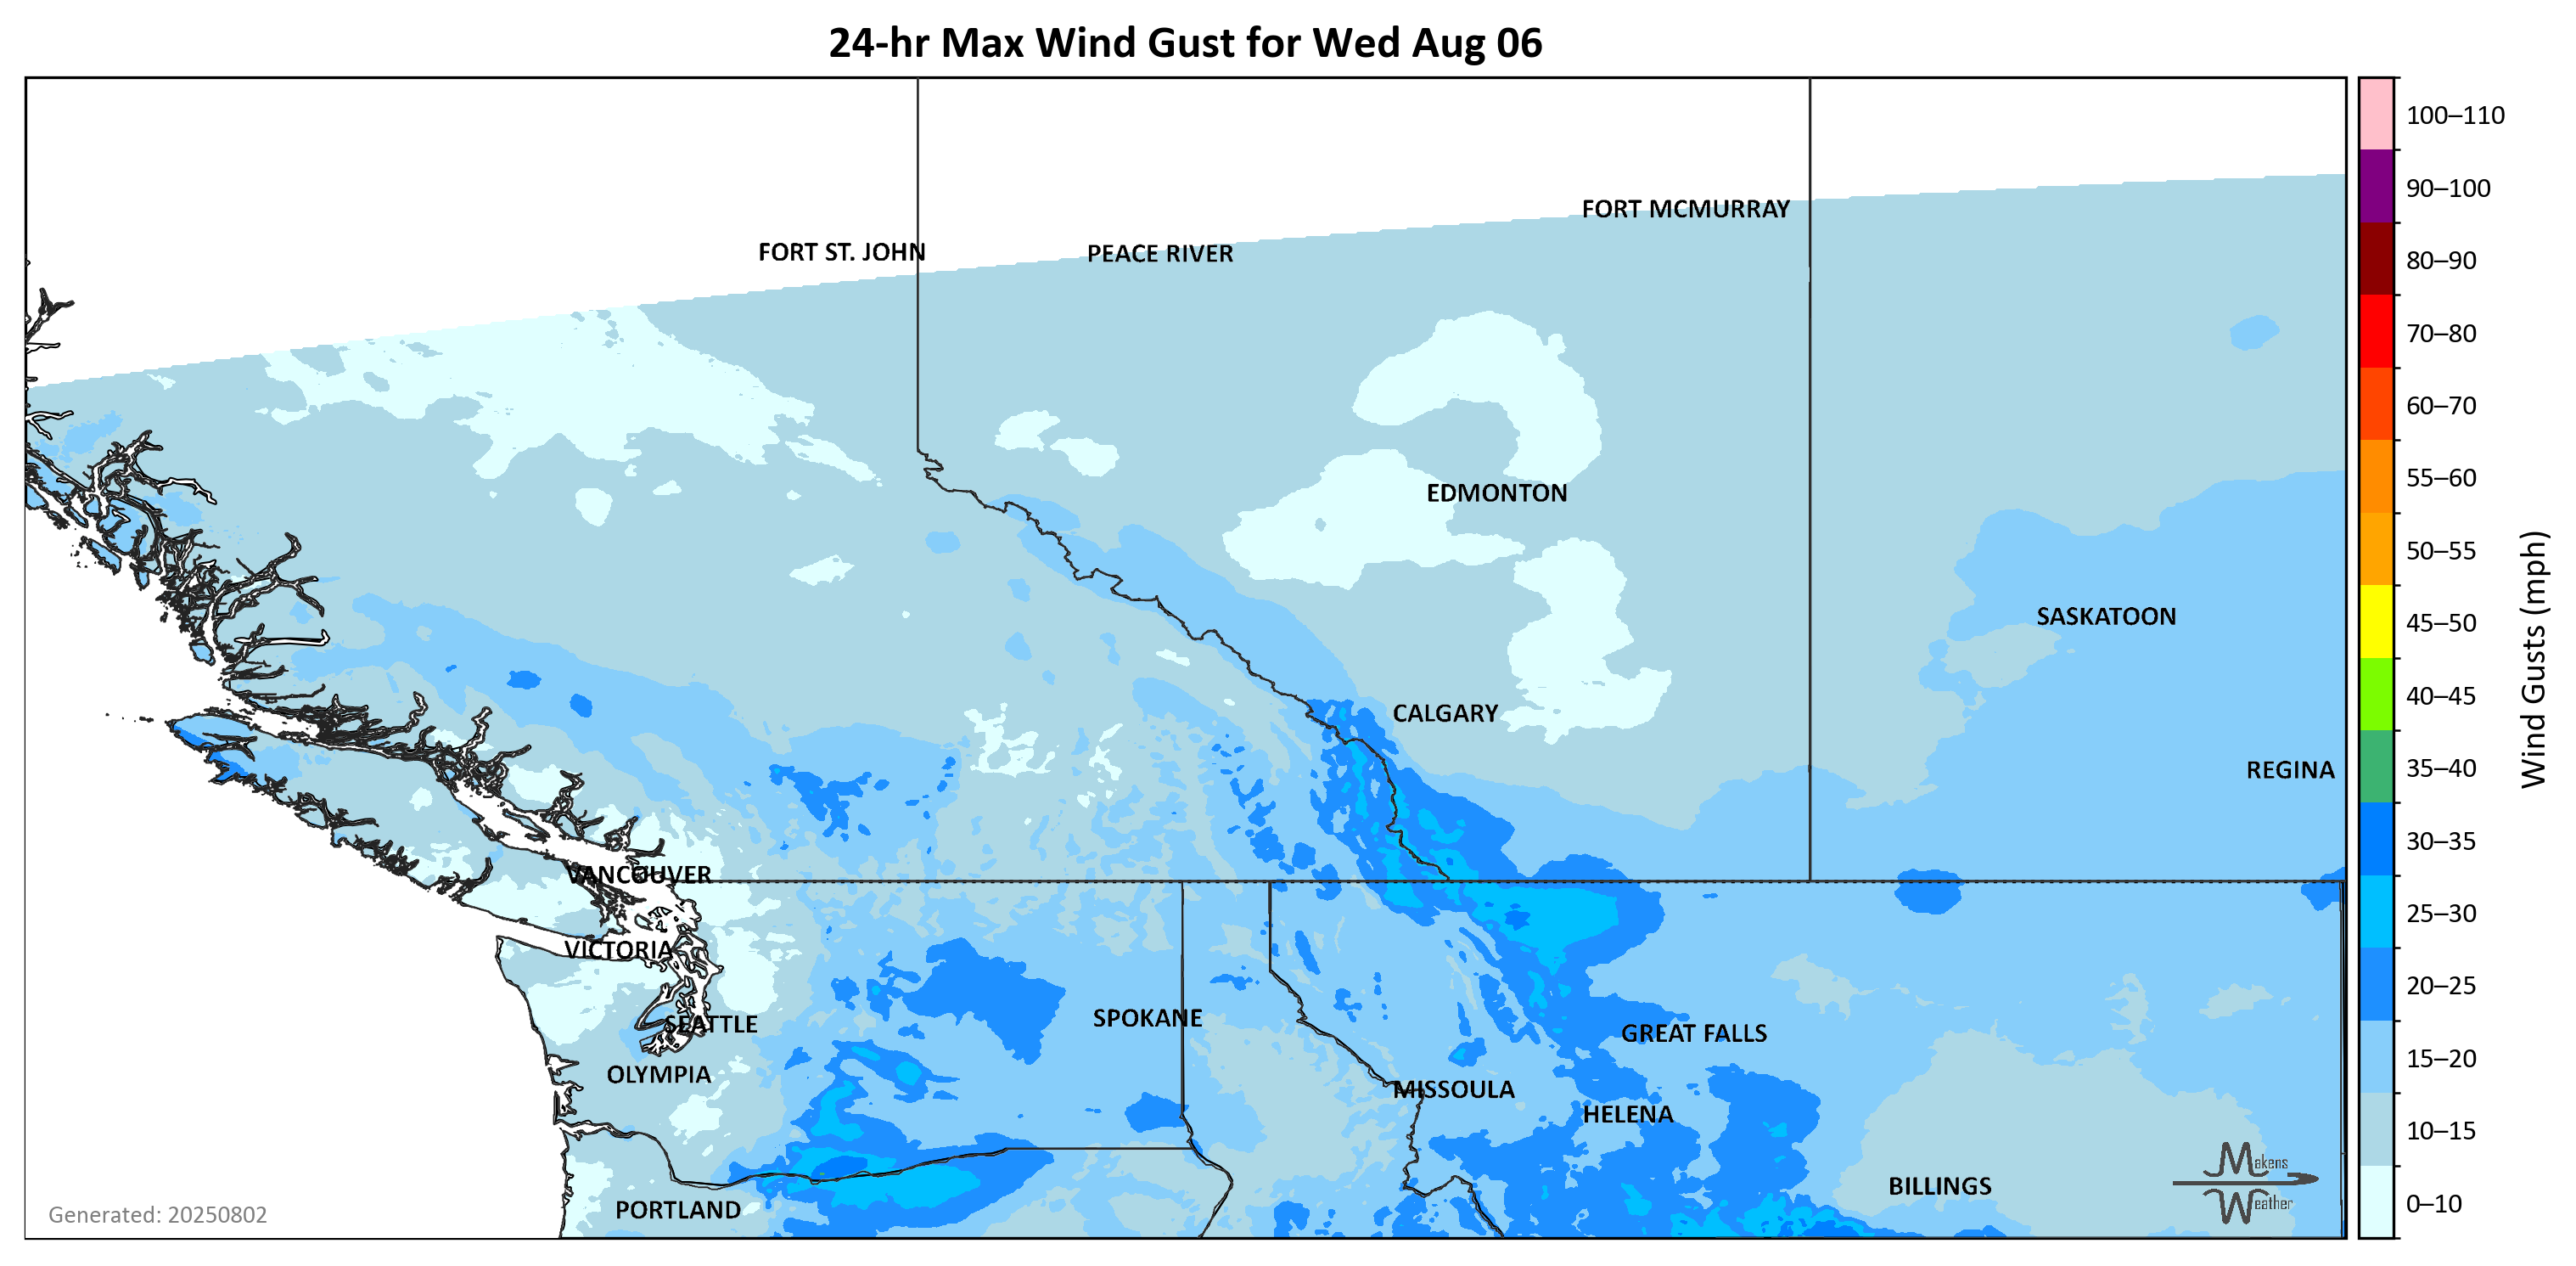 24-hr Max Wind Gust for Wed Aug 06
100–110
FORT MCMURRAY
90–100
FORT ST. JOHN
PEACE RIVER
80–90
70–80
60–70
55–60
EDMONTON
50–55
SASKATOON
45–50
Wind Gusts (mph)
40–45
CALGARY
REGINA
35–40
30–35
VANCOUVER
25–30
VICTORIA
20–25
SPOKANE
SEATTLE
GREAT FALLS
15–20
OLYMPIA
MISSOULA
HELENA
10–15
Makens
Weather
BILLINGS
0–10
PORTLAND
Generated: 20250802